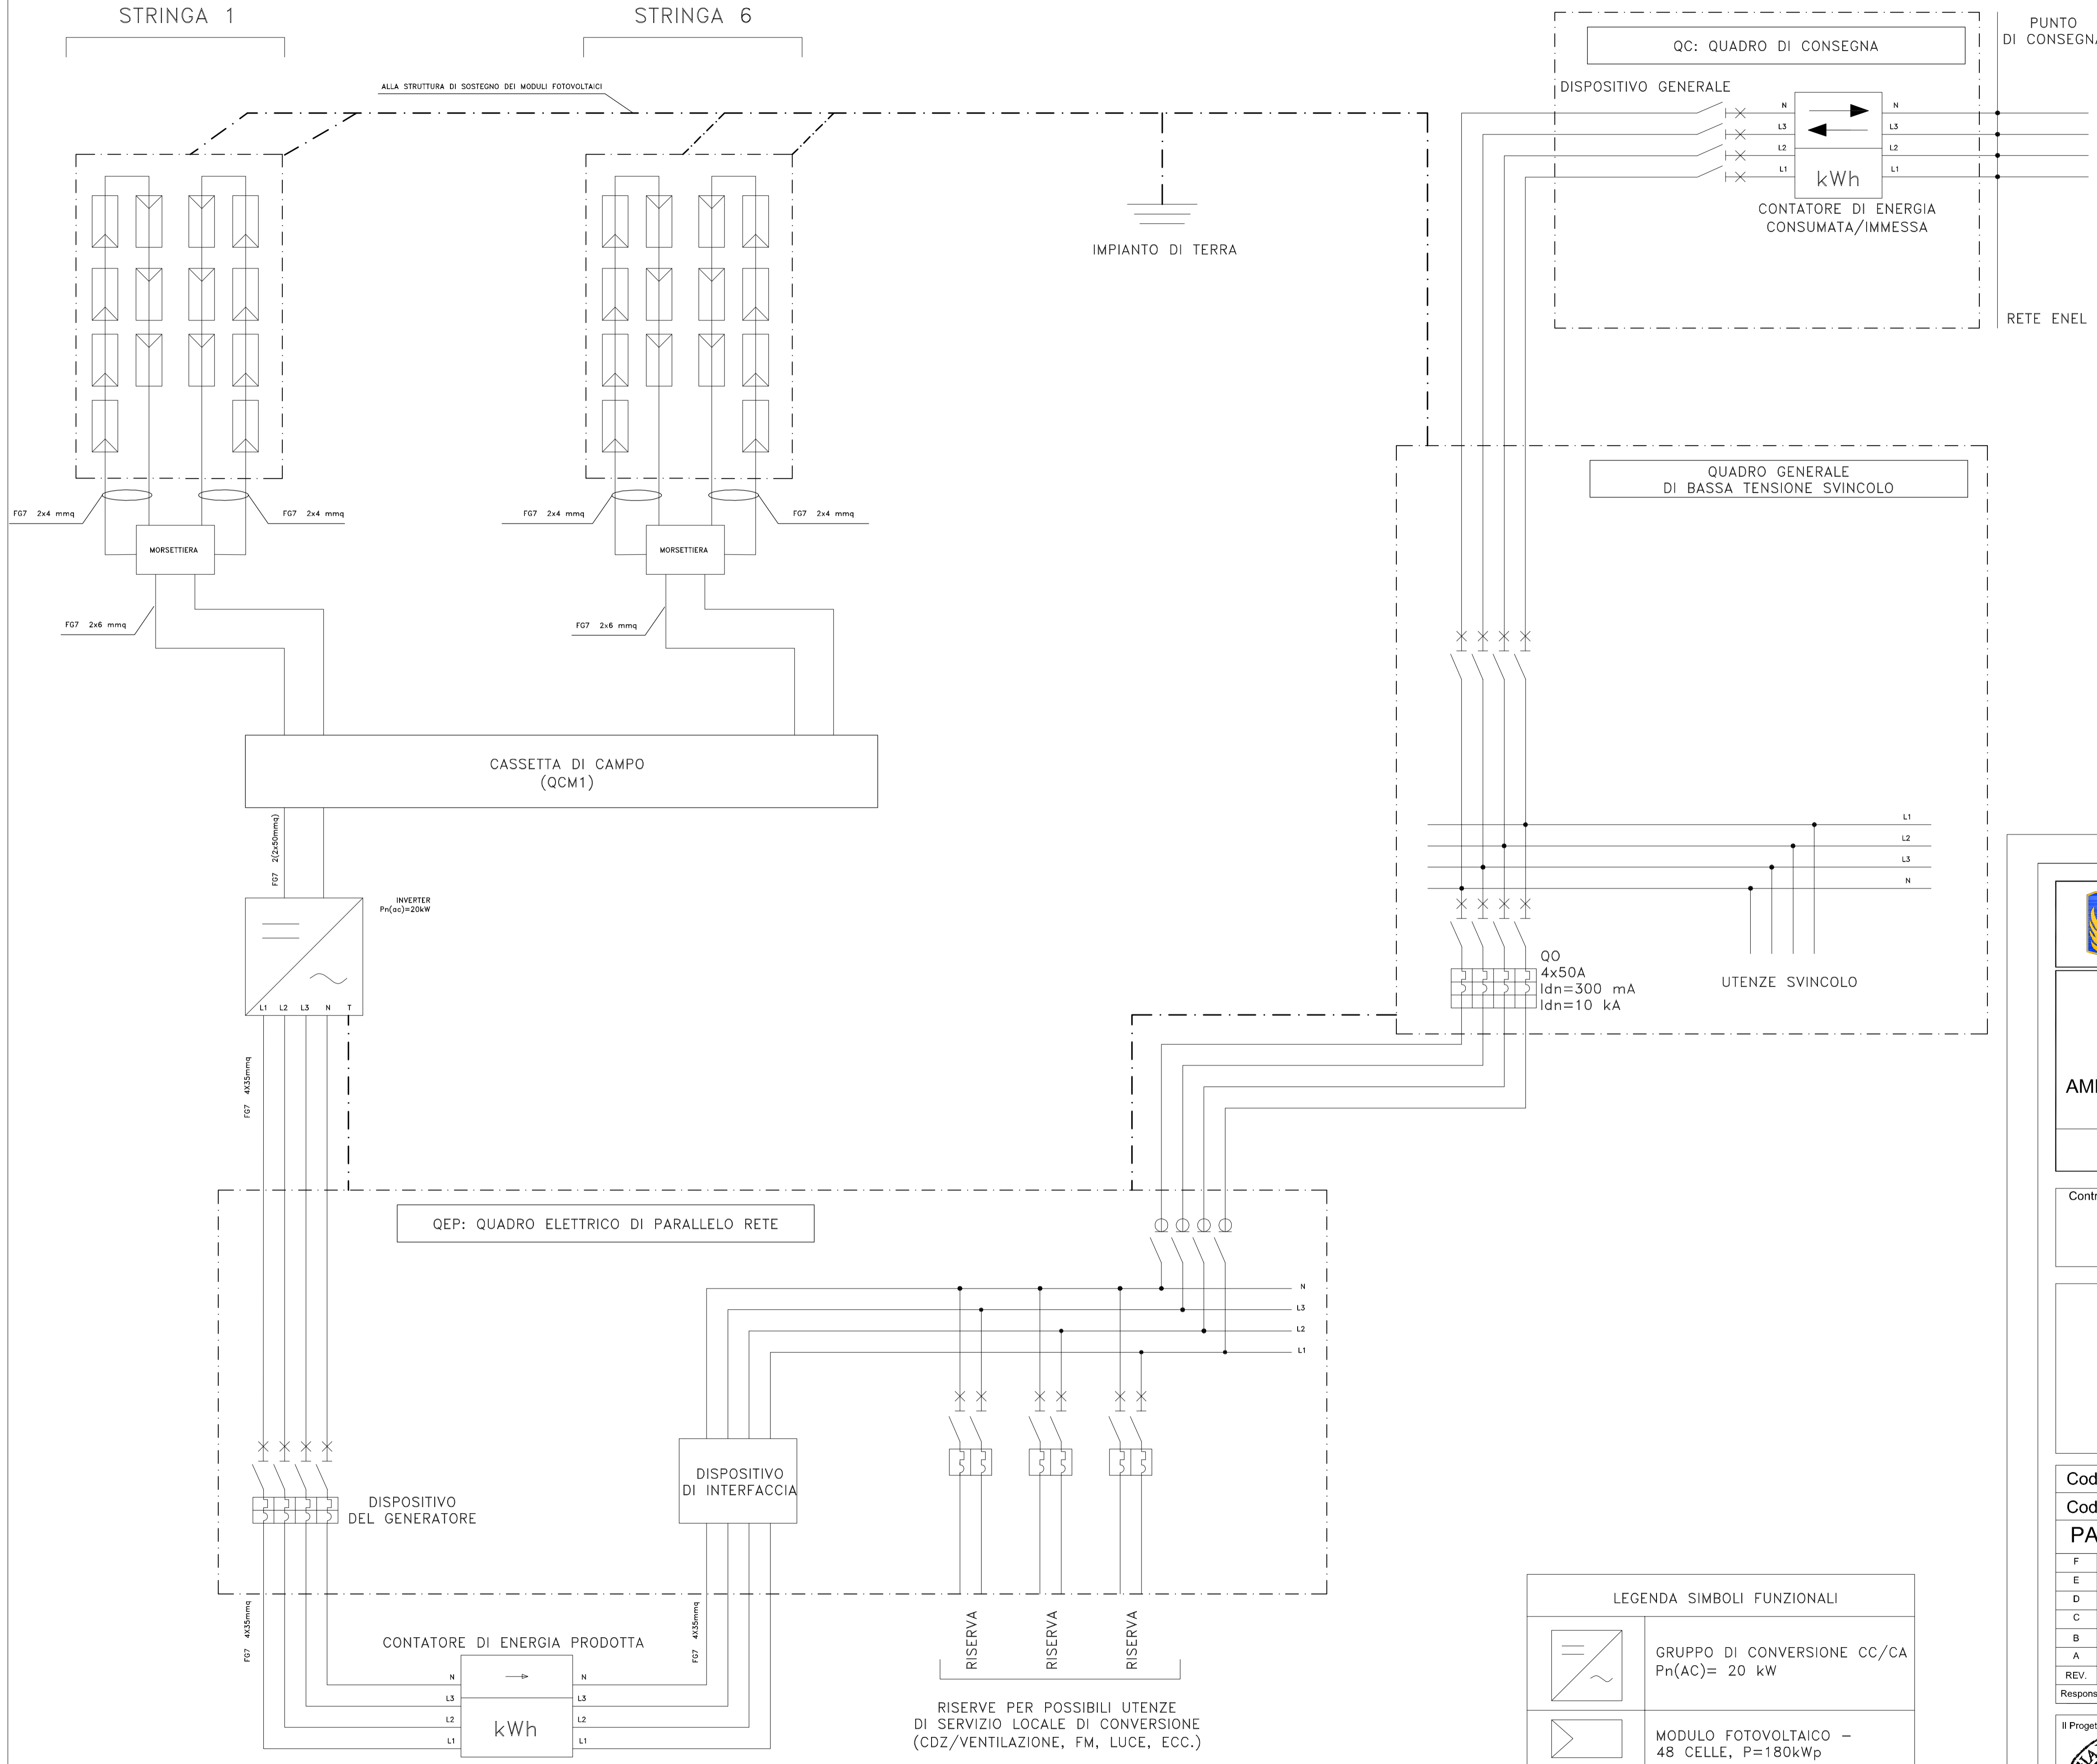 STRINGA 1
STRINGA 6
ALLA STRUTTURA DI SOSTEGNO DEI MODULI FOTOVOLTAICI
IMPIANTO DI TERRA
QC: QUADRO DI CONSEGNA
DISPOSITIVO GENERALE
N
L3
L2
L1
kWh
N
L3
L2
L1
CONTATORE DI ENERGIA
CONSUMATA/IMMESSA
PUNTO
DI CONSEGNA
RETE ENEL
FG7 2x4 mmq
FG7 2x4 mmq
FG7 2x4 mmq
FG7 2x4 mmq
MORSETTIERA
MORSETTIERA
FG7 2x6 mmq
FG7 2x6 mmq
CASSETTA DI CAMPO
(QCM1)
FG7 2(2x50mmq)
INVERTER
Pn(ac)=20kW
L1 L2 L3 N T
FG7 4X35mmq
QUADRO GENERALE
DI BASSA TENSIONE SVINCOLO
L1
L2
L3
N
QO
4x50A
Idn=300 mA
Idn=10 kA
UTENZE SVINCOLO
QEP: QUADRO ELETTRICO DI PARALLELO RETE
N
L3
L2
L1
DISPOSITIVO
DEL GENERATORE
DISPOSITIVO
DI INTERFACCIA
FG7 4X35mmq
FG7 4X35mmq
CONTATORE DI ENERGIA PRODOTTA
N
L3
L2
L1
kWh
N
L3
L2
L1
RISERVA
RISERVA
RISERVA
RISERVE PER POSSIBILI UTENZE
DI SERVIZIO LOCALE DI CONVERSIONE
(CDZ/VENTILAZIONE, FM, LUCE, ECC.)
LEGENDA SIMBOLI FUNZIONALI
GRUPPO DI CONVERSIONE CC/CA
Pn(AC)= 20 kW
MODULO FOTOVOLTAICO –
48 CELLE, P=180kWp
AM
Contr
Cod
Cod
PA
F
E
D
C
B
A
REV.
Respons
Il Proget